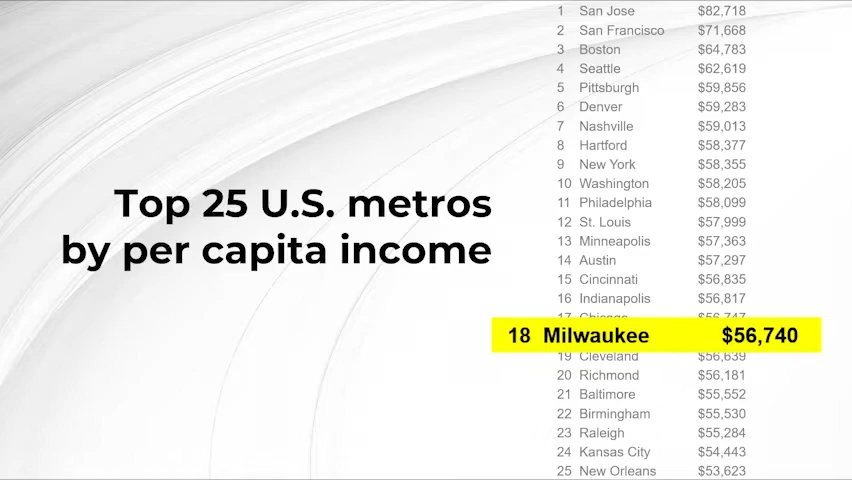 Top 25 U.S. metros
by per capita income
1 San Jose $82,718
2 San Francisco $71,668
3 Boston $64,783
4 Seattle $62,619
5 Pittsburgh $59,856
6 Denver $59,283
7 Nashville $59,013
8 Hartford $58,377
9 New York $58,355
10 Washington $58,205
11 Philadelphia $58,099
12 St. Louis $57,999
13 Minneapolis $57,363
14 Austin $57,297
15 Cincinnati $56,835
16 Indianapolis $56,817
17 Chicago $56,747
18 Milwaukee $56,740
19 Cleveland $56,639
20 Richmond $56,181
21 Baltimore $55,552
22 Birmingham $55,530
23 Raleigh $55,284
24 Kansas City $54,443
25 New Orleans $53,623